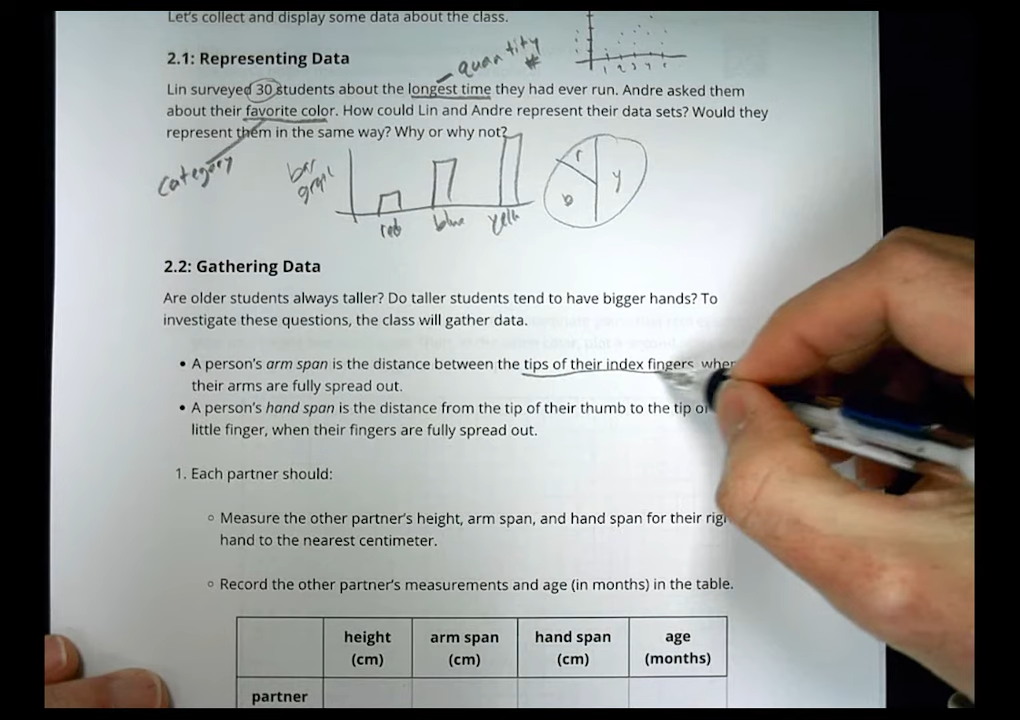 Let's collect and display some data about the class.
2.1: Representing Data
quantity
#
1 2 3 4 5
Lin surveyed 30 students about the longest time they had ever run. Andre asked them
about their favorite color. How could Lin and Andre represent their data sets? Would they
represent them in the same way? Why or why not?
category
bar
graph
red blue
r y
b
2.2: Gathering Data
Are older students always taller? Do taller students tend to have bigger hands? To
investigate these questions, the class will gather data.
• A person's arm span is the distance between the tips of their index fingers
their arms are fully spread out.
• A person's hand span is the distance from the tip of their thumb to the tip
little finger, when their fingers are fully spread out.
1. Each partner should:
○ Measure the other partner's height, arm span, and hand span for their
hand to the nearest centimeter.
○ Record the other partner's measurements and age (in months) in the table.
height arm span hand span age
(cm) (cm) (cm) (months)
partner